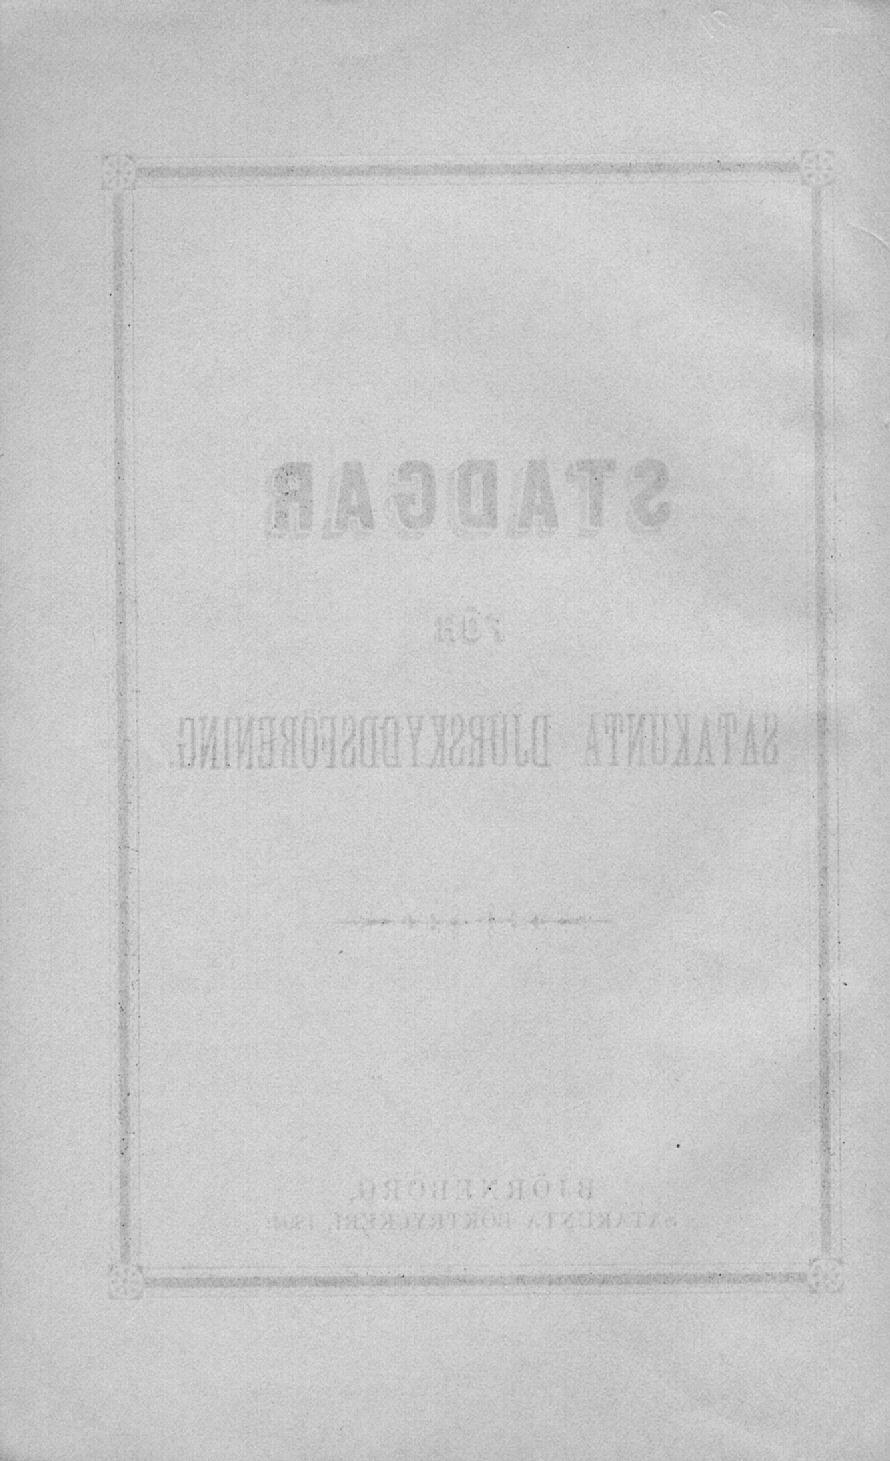 STADGAR
FÖR
SATAKUNTA DJURSKYDDSFÖRENING.
BJÖRNEBORG,
SATAKUNTA BOKTRYCKERI,